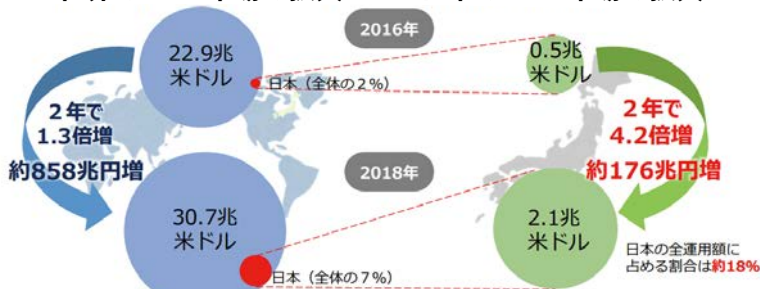 2016年
22.9兆
米ドル
日本（全体の２％）
0.5兆
米ドル
２年で
1.3倍増
約858兆円増
２年で
4.2倍増
約176兆円増
2018年
30.7兆
米ドル
日本（全体の７％）
2.1兆
米ドル
日本の全運用額に
占める割合は約18%